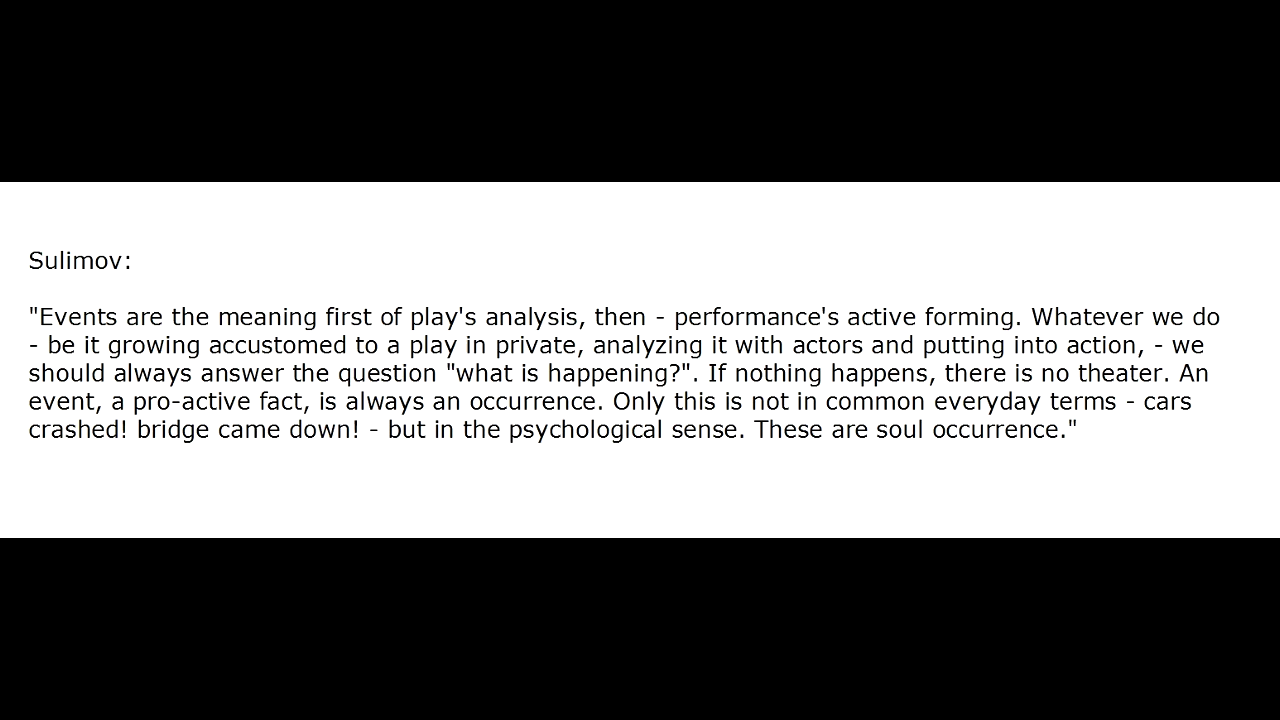 Sulimov:
"Events are the meaning first of play's analysis, then - performance's active forming. Whatever we do
- be it growing accustomed to a play in private, analyzing it with actors and putting into action, - we
should always answer the question "what is happening?". If nothing happens, there is no theater. An
event, a pro-active fact, is always an occurrence. Only this is not in common everyday terms - cars
crashed! bridge came down! - but in the psychological sense. These are soul occurrence."